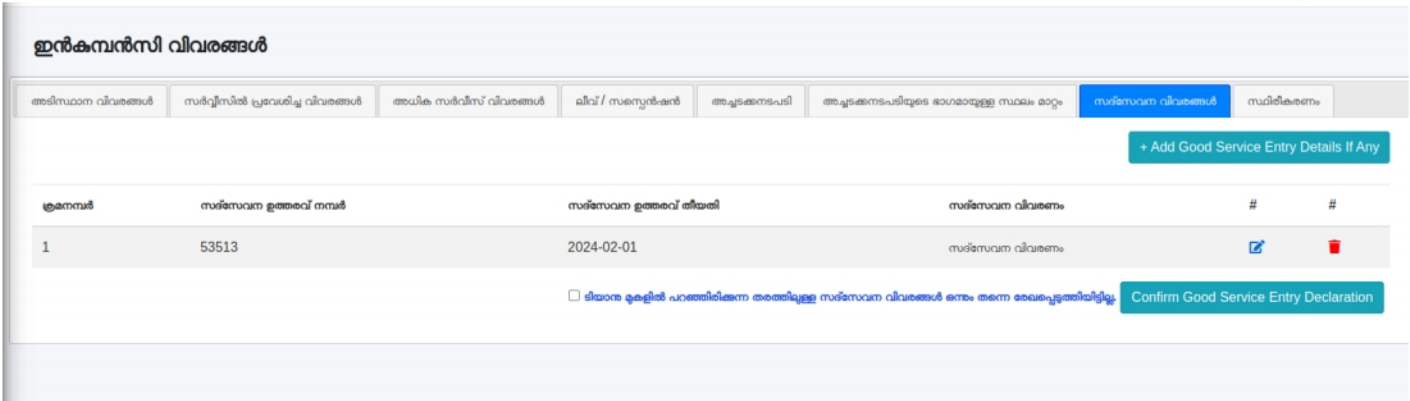 ഇൻകുമ്പൻസി വിവരങ്ങൾ
അടിസ്ഥാന വിവരങ്ങൾ സർവ്വീസിൽ പ്രവേശിച്ച വിവരങ്ങൾ അധിക സർവീസ് വിവരങ്ങൾ ലീവ് / സസ്പെൻഷൻ അച്ചടക്കനടപടി അച്ചടക്കനടപടിയുടെ ഭാഗമായുള്ള സ്ഥലം മാറ്റം സദ്സേവന വിവരങ്ങൾ സ്ഥിരീകരണം
+ Add Good Service Entry Details If Any
ക്രമനമ്പർ സദ്സേവന ഉത്തരവ് നമ്പർ സദ്സേവന ഉത്തരവ് തീയതി സദ്സേവന വിവരണം # #
1 53513 2024-02-01 സദ്സേവന വിവരണം
ടിയാനു മുകളിൽ പറഞ്ഞിരിക്കുന്ന തരത്തിലുള്ള സദ്സേവന വിവരങ്ങൾ ഒന്നും തന്നെ രേഖപ്പെടുത്തിയിട്ടില്ല. Confirm Good Service Entry Declaration